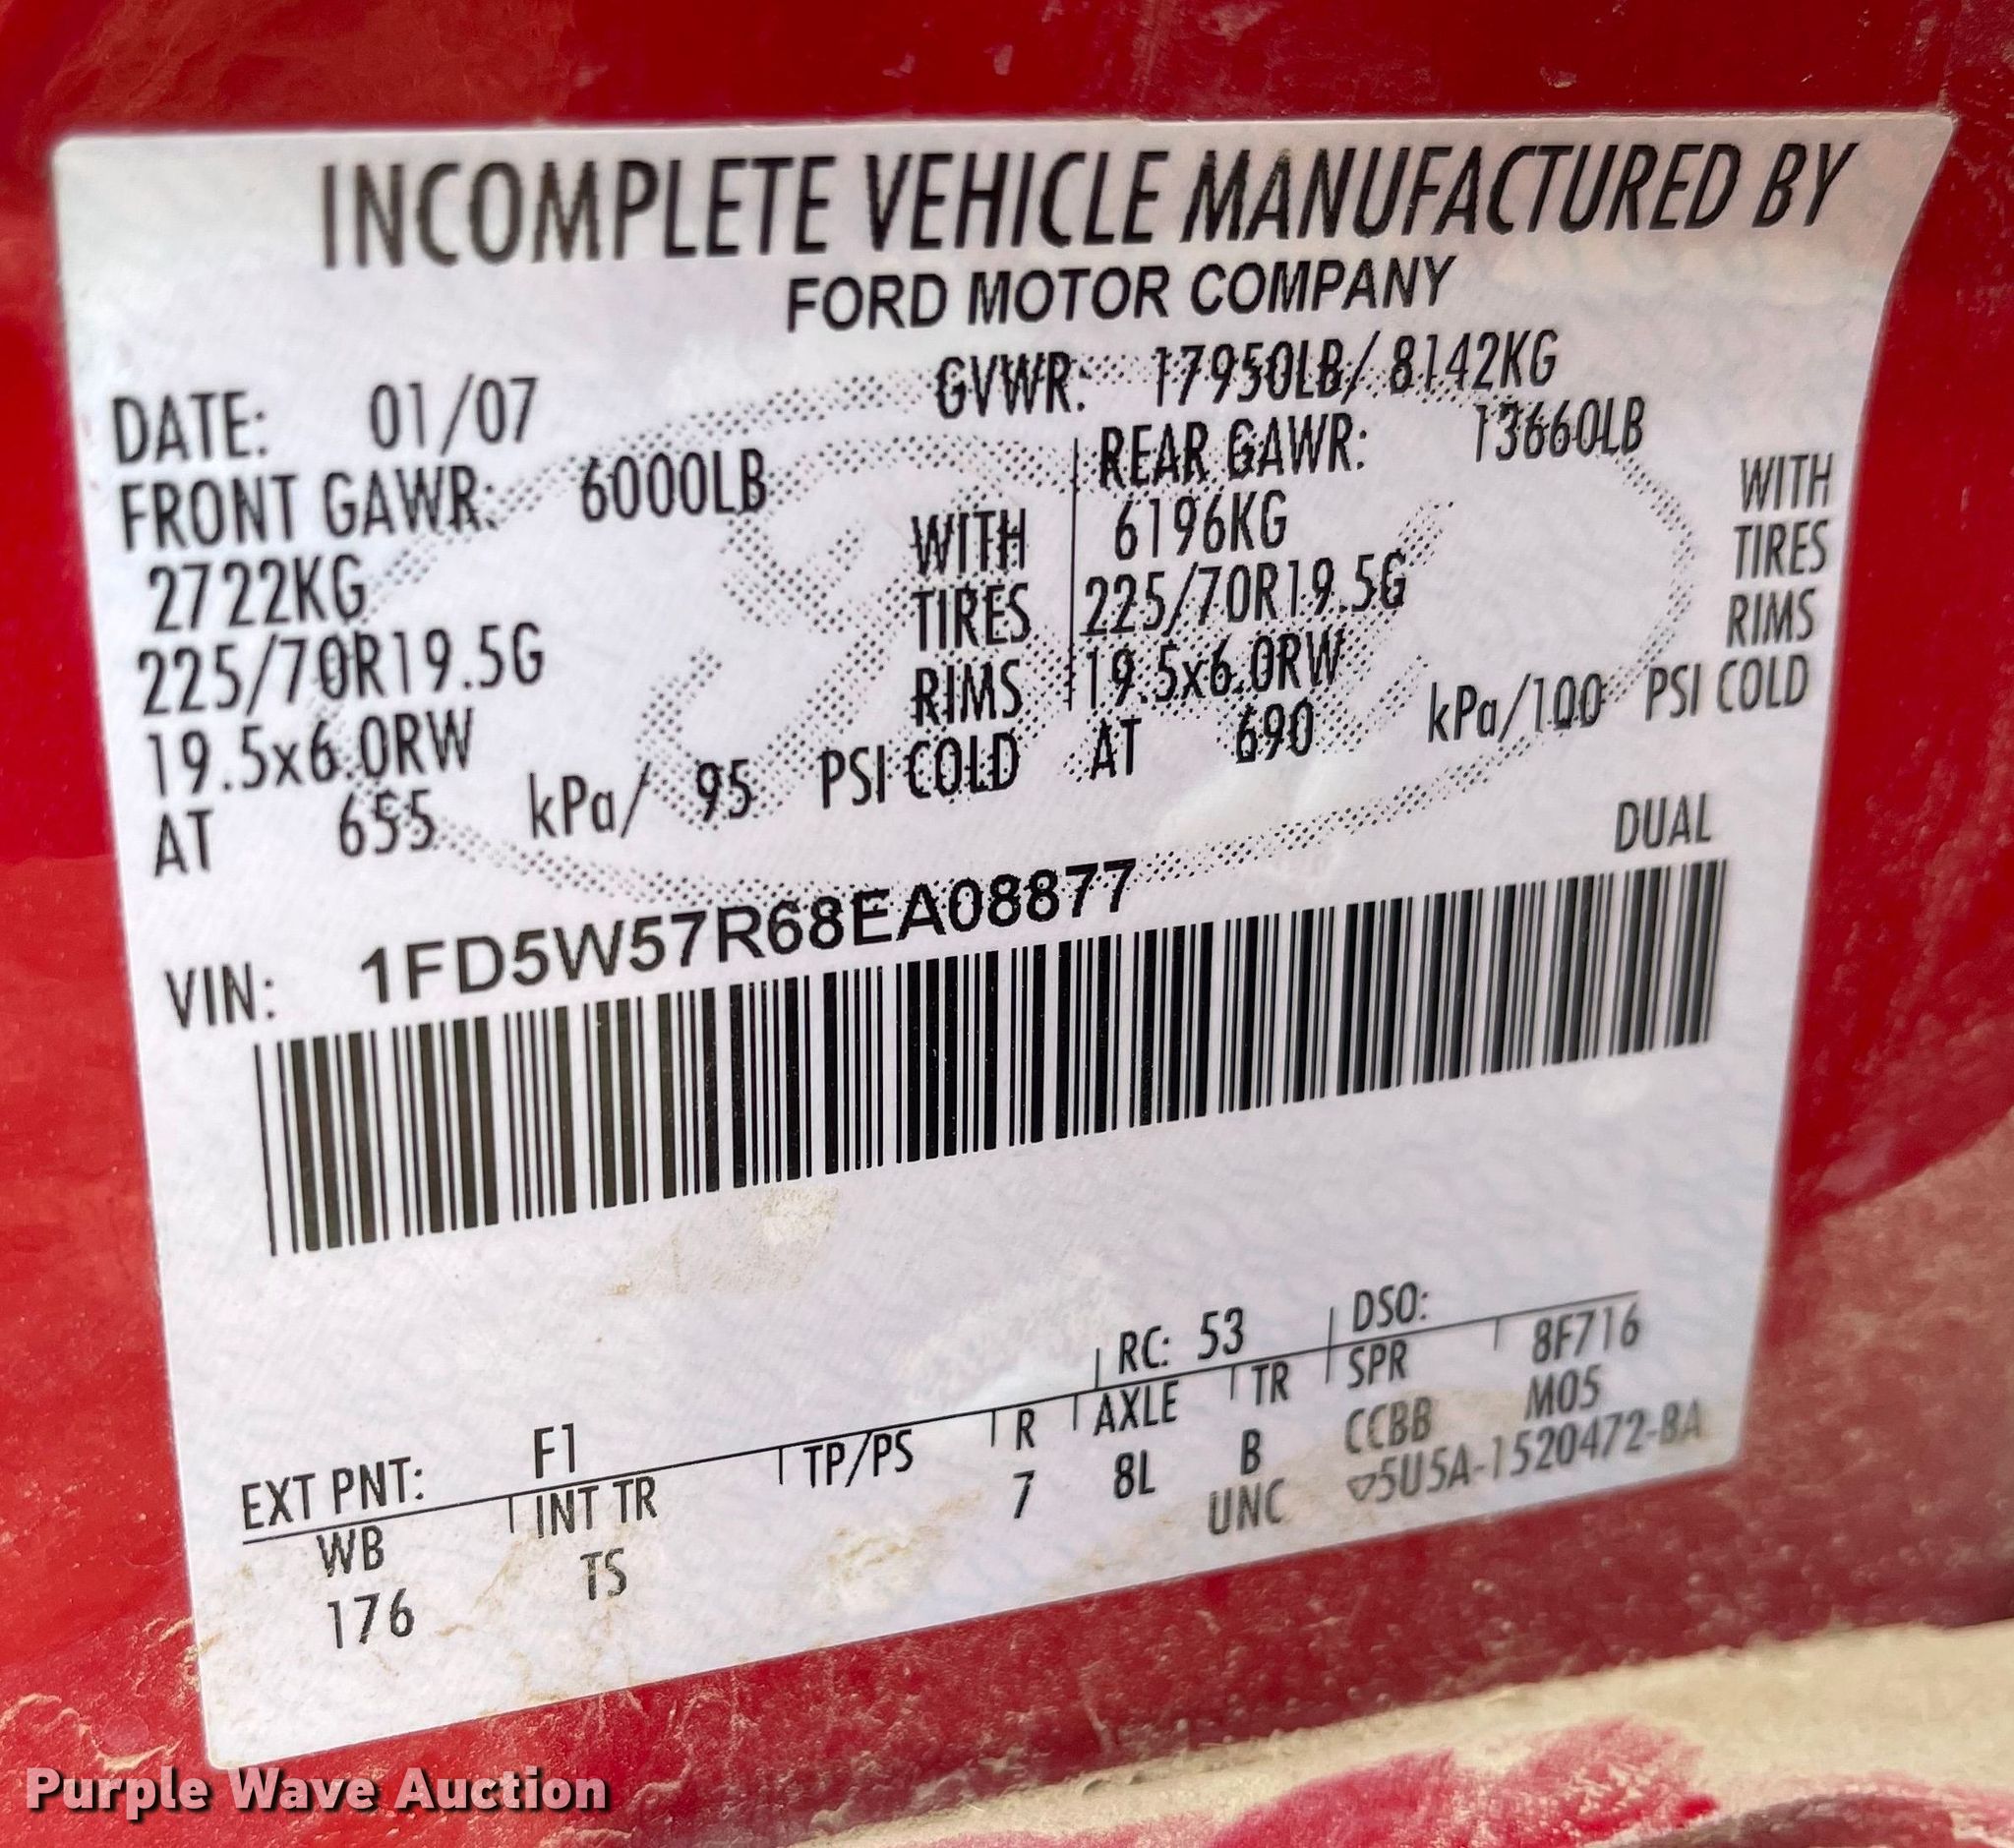 INCOMPLETE VEHICLE MANUFACTURED BY
FORD MOTOR COMPANY
DATE: 01/07
GVWR: 17950LB/ 8142KG
FRONT GAWR: 6000LB
2722KG WITH
225/70R19.5G TIRES
19.5x6.0RW RIMS
AT 655 kPa/ 95 PSI COLD
REAR GAWR: 13660LB
6196KG WITH
225/70R19.5G TIRES
19.5x6.0RW RIMS
AT 690 kPa/100 PSI COLD
DUAL
VIN: 1FD5W57R68EA08877
EXT PNT: F1 RC: 53 DSO:
WB INT TR TP/PS R AXLE TR SPR 8F716
176 TS 7 8L B CCBB M05
UNC ▽5U5A-1520472-BA
Purple Wave Auction